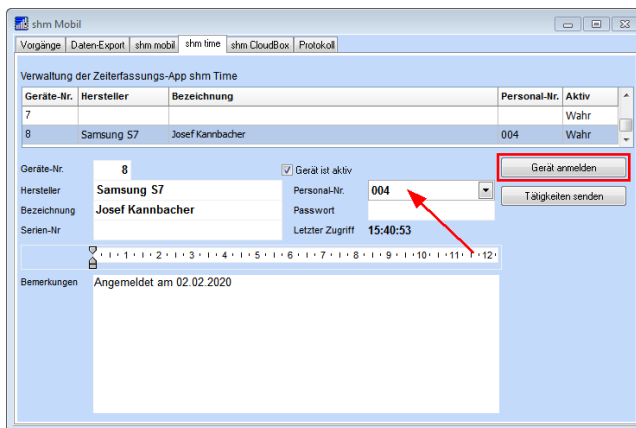 shm Mobil
Vorgänge Daten-Export shm mobil shm time shm CloudBox Protokoll
Verwaltung der Zeiterfassungs-App shm Time
Geräte-Nr. Hersteller Bezeichnung Personal-Nr. Aktiv
7 Wahr
8 Samsung S7 Josef Kannbacher 004 Wahr
Geräte-Nr. 8 Gerät ist aktiv Gerät anmelden
Hersteller Samsung S7 Personal-Nr. 004 Tätigkeiten senden
Bezeichnung Josef Kannbacher Passwort
Serien-Nr Letzter Zugriff 15:40:53
1 2 3 4 5 6 7 8 9 10 11 12
Bemerkungen Angemeldet am 02.02.2020